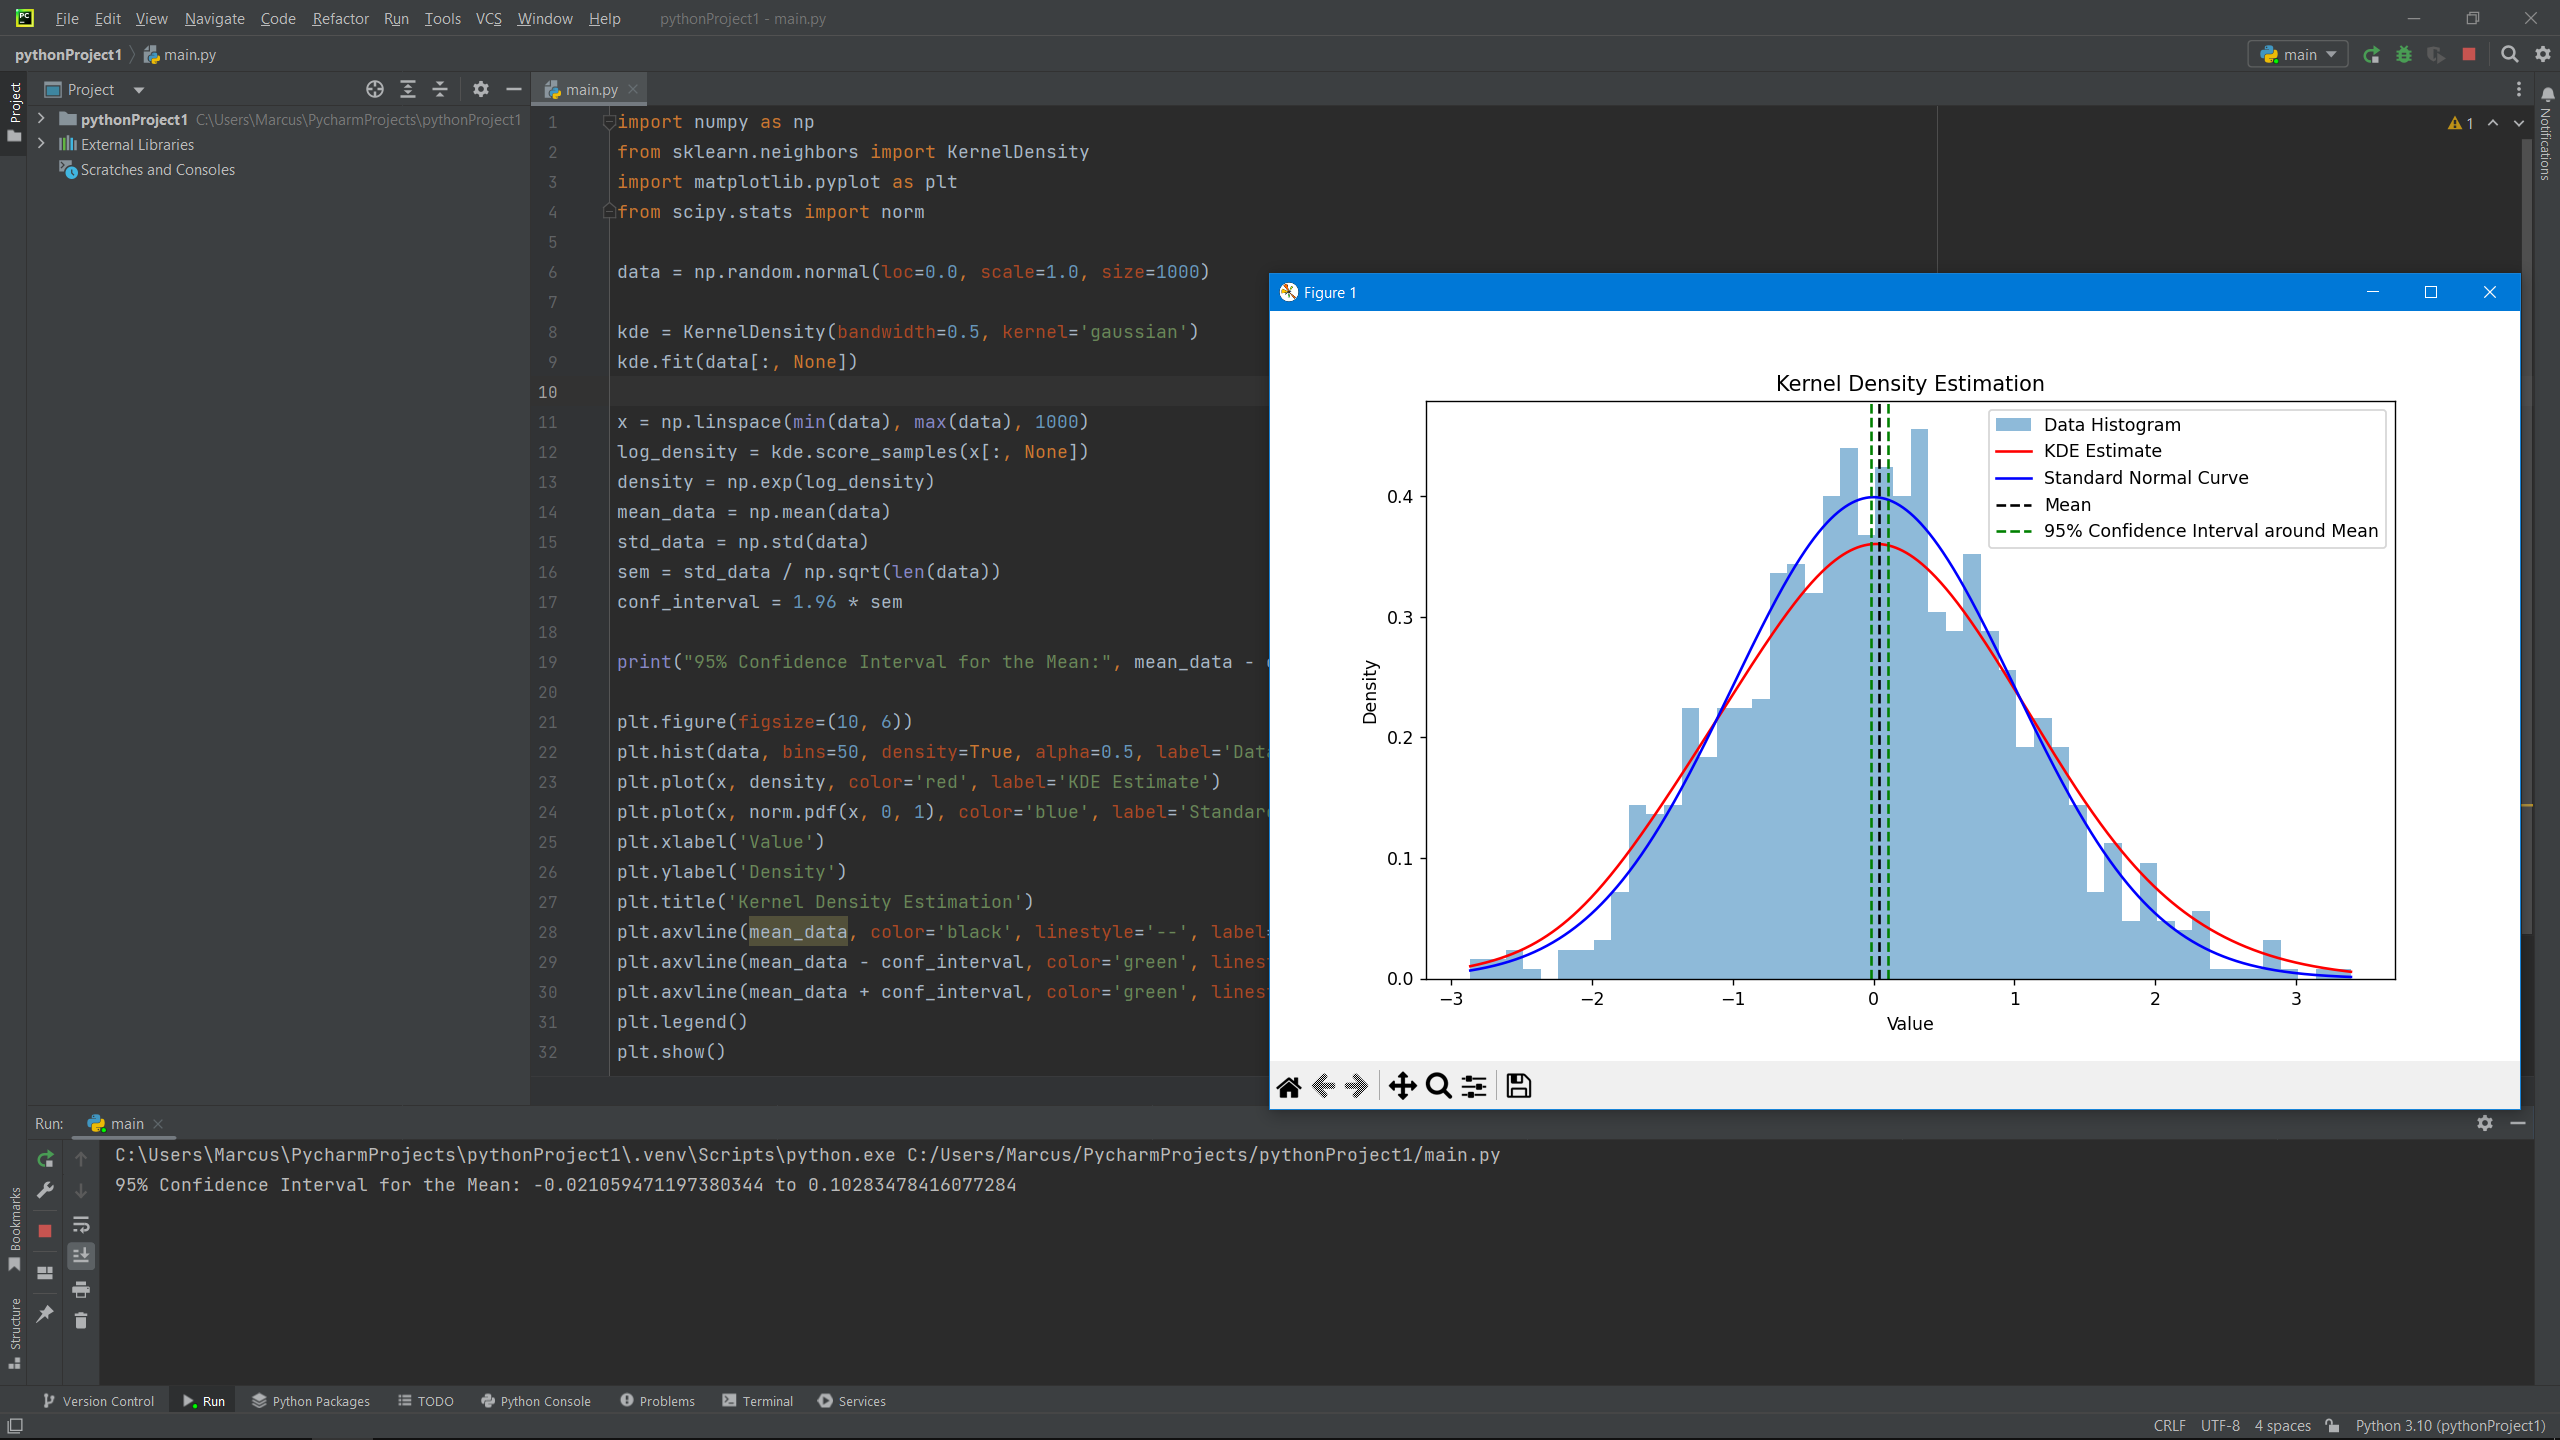 File Edit View Navigate Code Refactor Run Tools VCS Window Help pythonProject1 - main.py
pythonProject1 main.py main
Project
Project
main.py
pythonProject1 C:\Users\Marcus\PycharmProjects\pythonProject1
External Libraries
Scratches and Consoles
1
Notifications
1 import numpy as np
2 from sklearn.neighbors import KernelDensity
3 import matplotlib.pyplot as plt
4 from scipy.stats import norm
5
6 data = np.random.normal(loc=0.0, scale=1.0, size=1000)
7
8 kde = KernelDensity(bandwidth=0.5, kernel='gaussian')
9 kde.fit(data[:, None])
10
11 x = np.linspace(min(data), max(data), 1000)
12 log_density = kde.score_samples(x[:, None])
13 density = np.exp(log_density)
14 mean_data = np.mean(data)
15 std_data = np.std(data)
16 sem = std_data / np.sqrt(len(data))
17 conf_interval = 1.96 * sem
18
19 print("95% Confidence Interval for the Mean:", mean_data -
20
21 plt.figure(figsize=(10, 6))
22 plt.hist(data, bins=50, density=True, alpha=0.5, label='Data
23 plt.plot(x, density, color='red', label='KDE Estimate')
24 plt.plot(x, norm.pdf(x, 0, 1), color='blue', label='Standard
25 plt.xlabel('Value')
26 plt.ylabel('Density')
27 plt.title('Kernel Density Estimation')
28 plt.axvline(mean_data, color='black', linestyle='--', label=
29 plt.axvline(mean_data - conf_interval, color='green', lines
30 plt.axvline(mean_data + conf_interval, color='green', lines
31 plt.legend()
32 plt.show()
Figure 1
Kernel Density Estimation
Data Histogram
KDE Estimate
Standard Normal Curve
Mean
95% Confidence Interval around Mean
Density
0.4
0.3
0.2
0.1
0.0
−3 −2 −1 0 1 2 3
Value
Run: main
C:\Users\Marcus\PycharmProjects\pythonProject1\.venv\Scripts\python.exe C:/Users/Marcus/PycharmProjects/pythonProject1/main.py
95% Confidence Interval for the Mean: -0.021059471197380344 to 0.10283478416077284
Bookmarks
Structure
Version Control Run Python Packages TODO Python Console Problems Terminal Services
CRLF UTF-8 4 spaces Python 3.10 (pythonProject1)